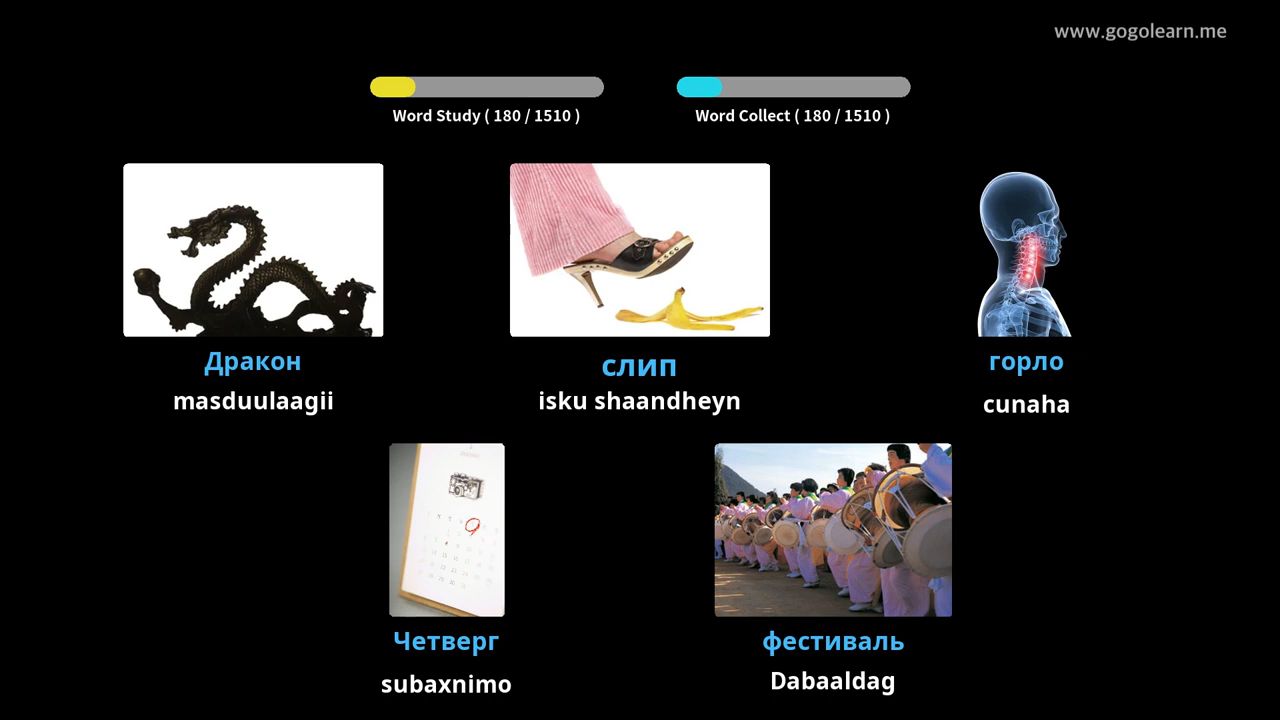 www.gogolearn.me
Word Study ( 180 / 1510 )
Word Collect ( 180 / 1510 )
Дракон
masduulaagii
слип
isku shaandheyn
горло
cunaha
Четверг
subaxnimo
фестиваль
Dabaaldag